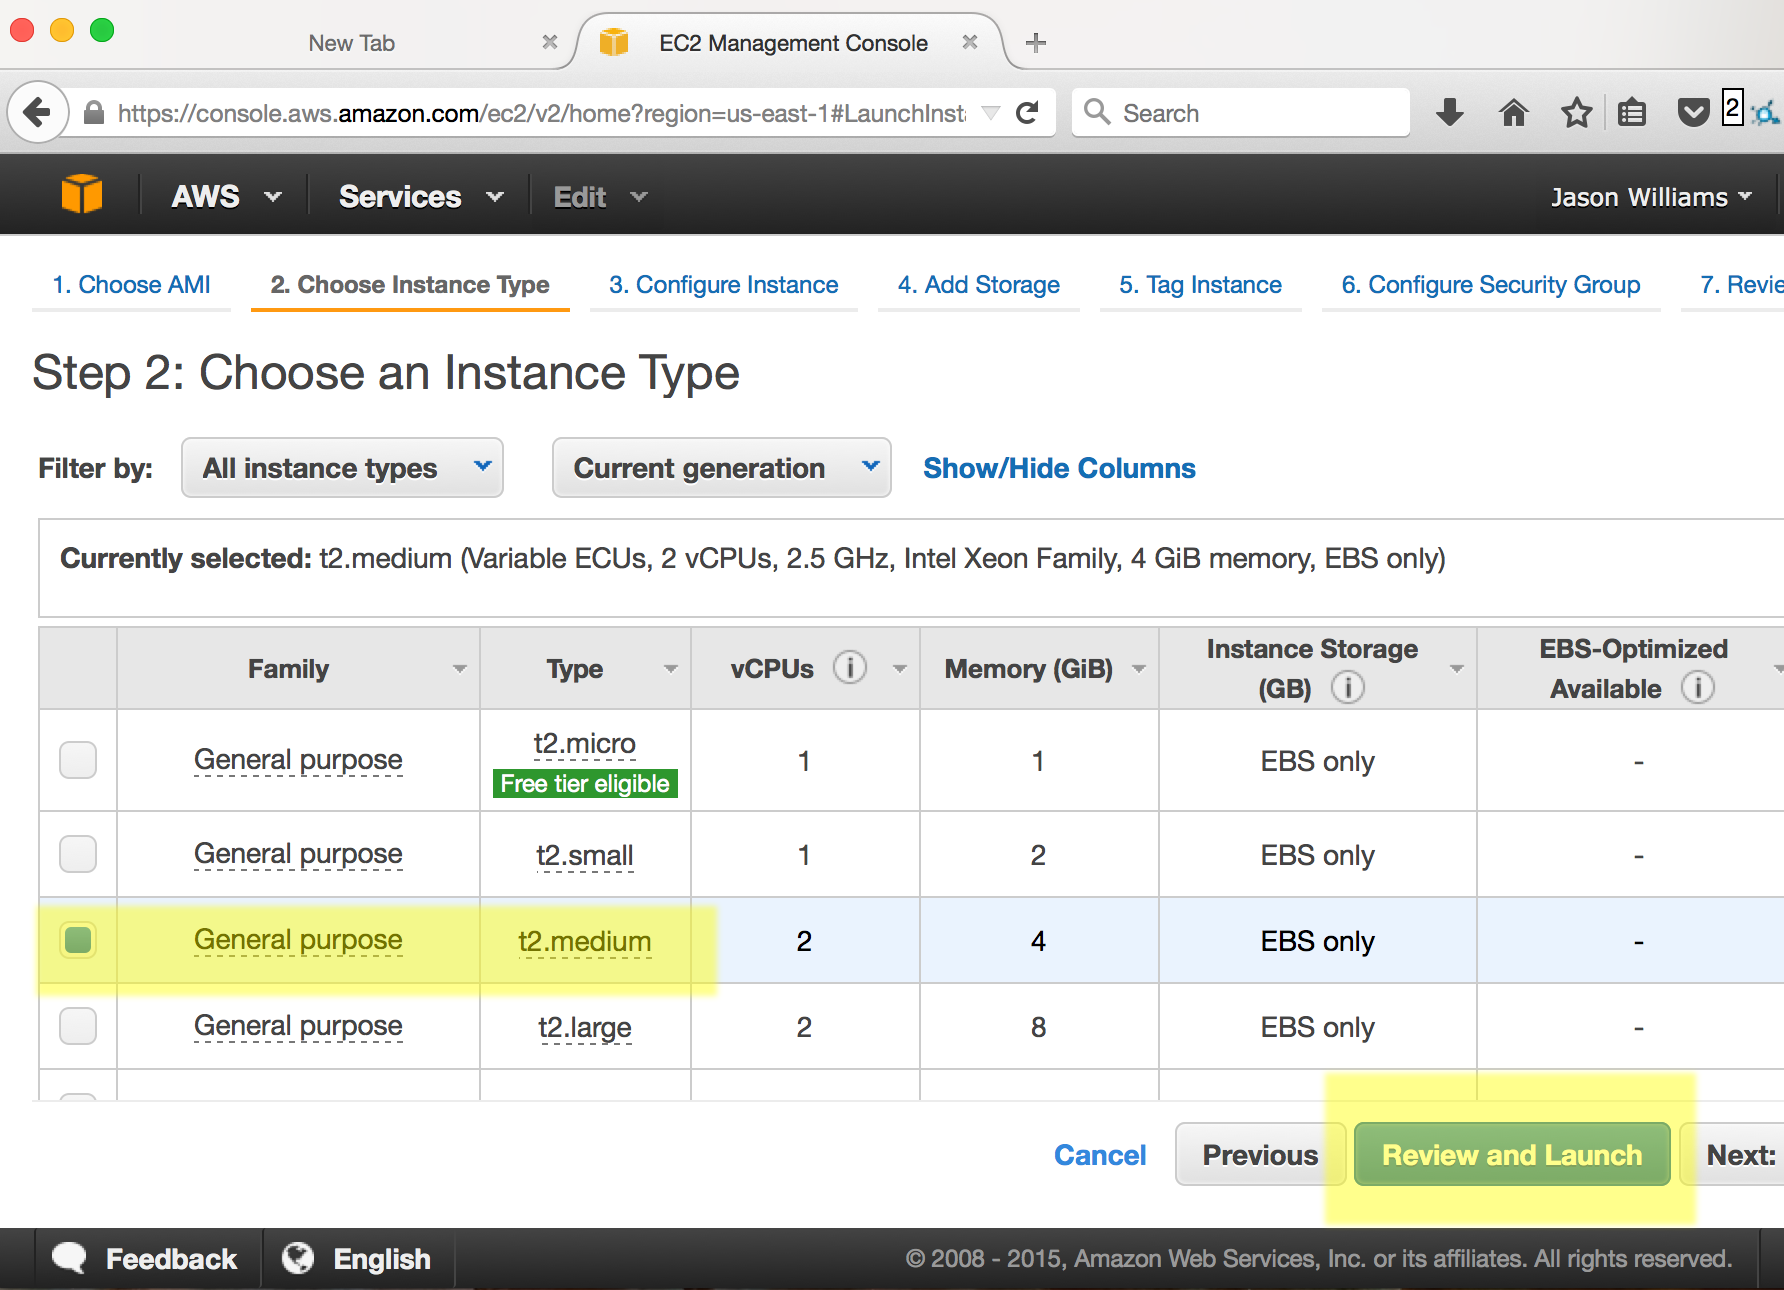 New Tab
EC2 Management Console
https://console.aws.amazon.com/ec2/v2/home?region=us-east-1#LaunchInst
Search
2
AWS Services Edit Jason Williams
1. Choose AMI 2. Choose Instance Type 3. Configure Instance 4. Add Storage 5. Tag Instance 6. Configure Security Group 7. Revie
Step 2: Choose an Instance Type
Filter by: All instance types Current generation Show/Hide Columns
Currently selected: t2.medium (Variable ECUs, 2 vCPUs, 2.5 GHz, Intel Xeon Family, 4 GiB memory, EBS only)
Family Type vCPUs i Memory (GiB) Instance Storage (GB) i EBS-Optimized Available i
General purpose t2.micro Free tier eligible 1 1 EBS only -
General purpose t2.small 1 2 EBS only -
General purpose t2.medium 2 4 EBS only -
General purpose t2.large 2 8 EBS only -
Cancel Previous Review and Launch Next:
Feedback English © 2008 - 2015, Amazon Web Services, Inc. or its affiliates. All rights reserved.